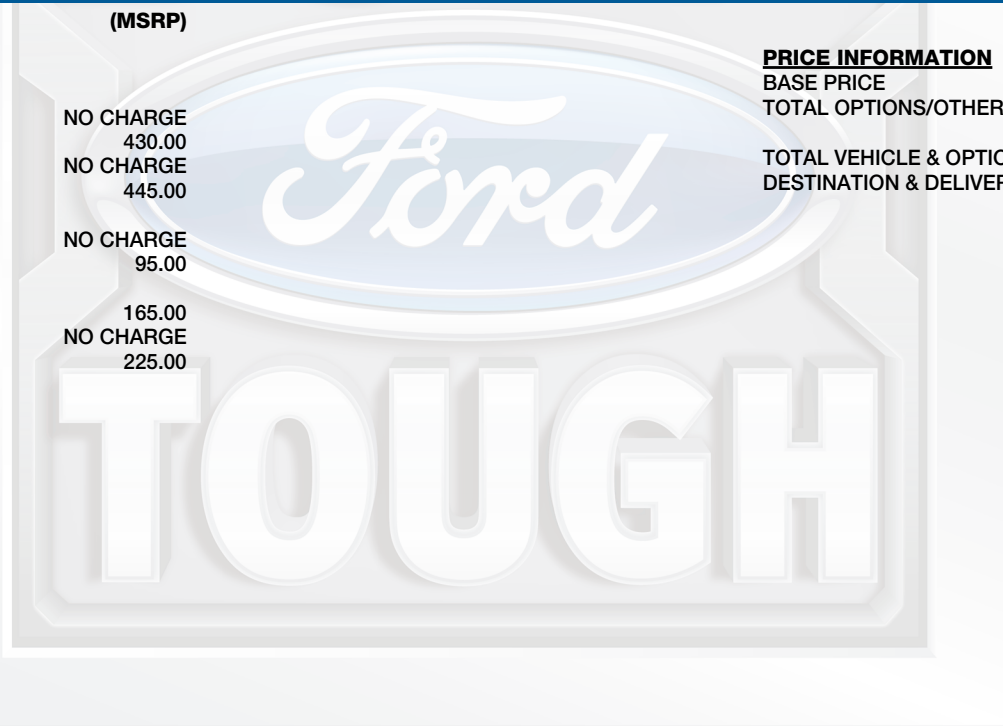 (MSRP)
NO CHARGE
430.00
NO CHARGE
445.00
NO CHARGE
95.00
165.00
NO CHARGE
225.00
PRICE INFORMATION
BASE PRICE
TOTAL OPTIONS/OTHER
TOTAL VEHICLE & OPTIO
DESTINATION & DELIVER
Ford
TOUGH